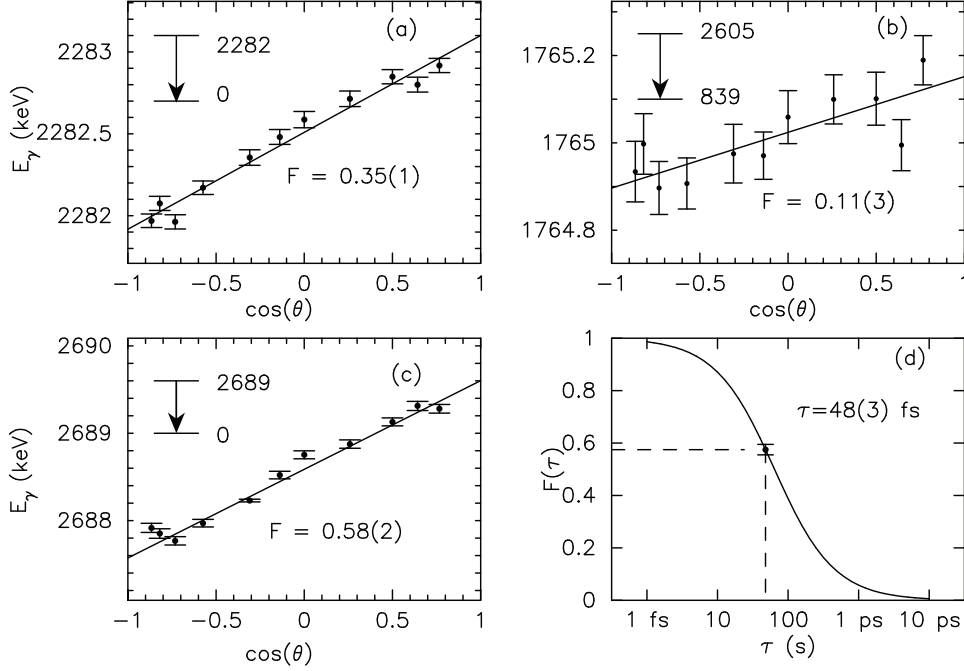 (a)
2283
2282
0
2282.5
F = 0.35(1)
2282
E_γ (keV)
−1 −0.5 0 0.5 1
cos(θ)
(b)
1765.2
2605
839
1765
F = 0.11(3)
1764.8
−1 −0.5 0 0.5 1
cos(θ)
2690
(c)
2689
0
2689
F = 0.58(2)
2688
E_γ (keV)
−1 −0.5 0 0.5 1
cos(θ)
1
(d)
0.8
τ=48(3) fs
0.6
0.4
0.2
0
F(τ)
1 fs 10 100 1 ps 10 ps
τ (s)